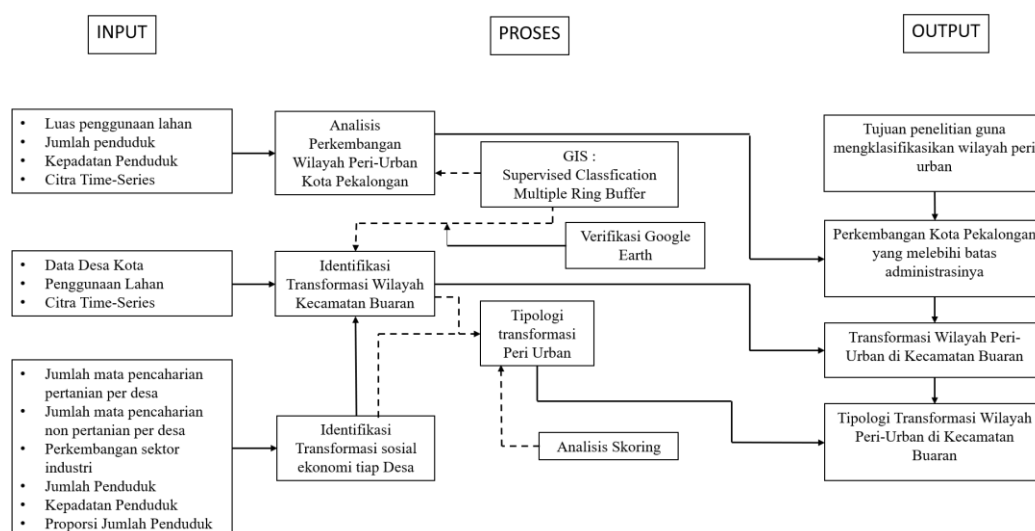 INPUT
PROSES
OUTPUT
• Luas penggunaan lahan
• Jumlah penduduk
• Kepadatan Penduduk
• Citra Time-Series
Analisis
Perkembangan
Wilayah Peri-Urban
Kota Pekalongan
GIS :
Supervised Classfication
Multiple Ring Buffer
Tujuan penelitian guna
mengklasifikasikan wilayah peri
urban
Verifikasi Google
Earth
Perkembangan Kota Pekalongan
yang melebihi batas
administrasinya
• Data Desa Kota
• Penggunaan Lahan
• Citra Time-Series
Identifikasi
Transformasi Wilayah
Kecamatan Buaran
Tipologi
transformasi
Peri Urban
Transformasi Wilayah Peri-
Urban di Kecamatan Buaran
• Jumlah mata pencaharian
pertanian per desa
• Jumlah mata pencaharian
non pertanian per desa
• Perkembangan sektor
industri
• Jumlah Penduduk
• Kepadatan Penduduk
• Proporsi Jumlah Penduduk
Identifikasi
Transformasi sosial
ekonomi tiap Desa
Analisis Skoring
Tipologi Transformasi Wilayah
Peri-Urban di Kecamatan
Buaran